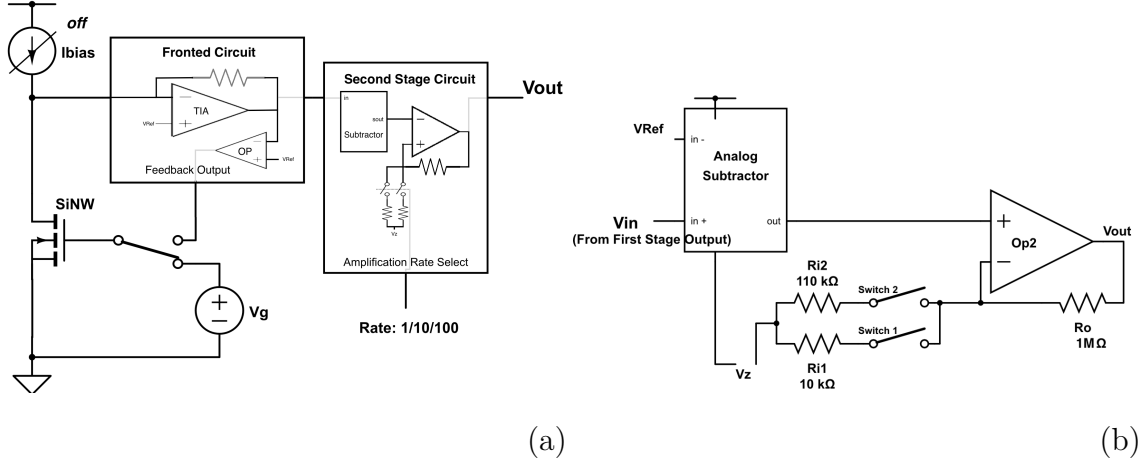 off
Ibias
Fronted Circuit
TIA
VRef
OP
VRef
Feedback Output
Second Stage Circuit
in
sout
Subtractor
Vz
Amplification Rate Select
Vout
Rate: 1/10/100
SiNW
Vg
(a)
VRef
in -
Analog
Subtractor
Vin
in +
out
(From First Stage Output)
Op2
Vout
Ri2
110 kΩ
Switch 2
Switch 1
Ri1
10 kΩ
Ro
1MΩ
Vz
(b)